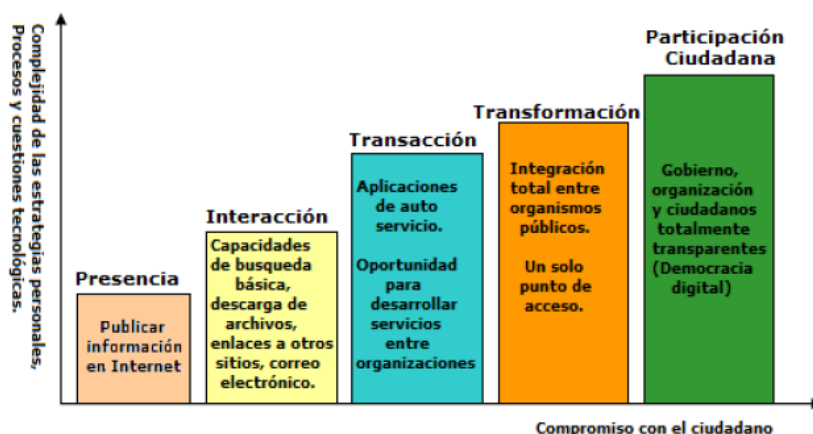 Complejidad de las estrategias personales,
Procesos y cuestiones tecnológicas.
Presencia
Publicar
información
en Internet
Interacción
Capacidades
de busqueda
básica,
descarga de
archivos,
enlaces a otros
sitios, correo
electrónico.
Transacción
Aplicaciones
de auto
servicio.
Oportunidad
para
desarrollar
servicios
entre
organizaciones
Transformación
Integración
total entre
organismos
públicos.
Un solo
punto de
acceso.
Participación
Ciudadana
Gobierno,
organización
y ciudadanos
totalmente
transparentes
(Democracia
digital)
Compromiso con el ciudadano